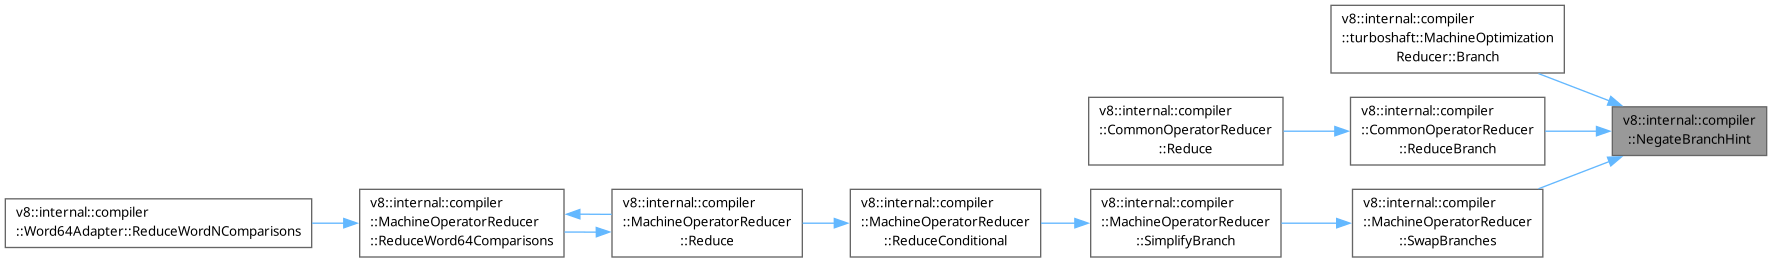 v8::internal::compiler
::turboshaft::MachineOptimization
Reducer::Branch
v8::internal::compiler
::CommonOperatorReducer
::Reduce
v8::internal::compiler
::CommonOperatorReducer
::ReduceBranch
v8::internal::compiler
::NegateBranchHint
v8::internal::compiler
::Word64Adapter::ReduceWordNComparisons
v8::internal::compiler
::MachineOperatorReducer
::ReduceWord64Comparisons
v8::internal::compiler
::MachineOperatorReducer
::Reduce
v8::internal::compiler
::MachineOperatorReducer
::ReduceConditional
v8::internal::compiler
::MachineOperatorReducer
::SimplifyBranch
v8::internal::compiler
::MachineOperatorReducer
::SwapBranches